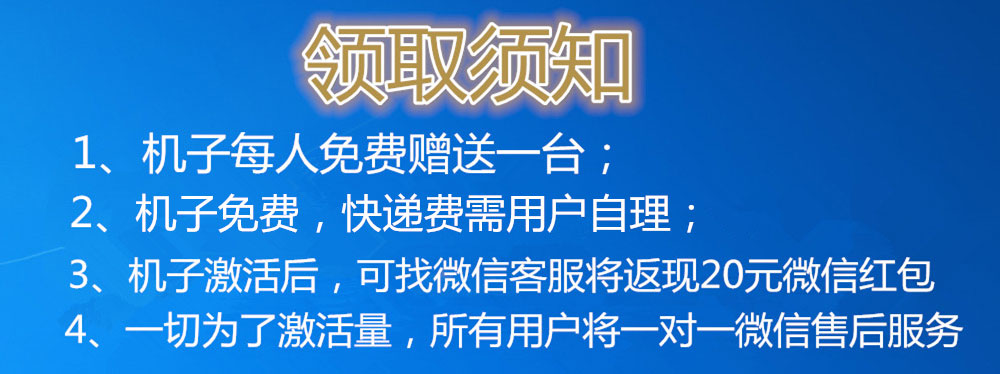 领取须知
1、机子每人免费赠送一台；
2、机子免费，快递费需用户自理；
3、机子激活后，可找微信客服将返现20元微信红包
4、一切为了激活量，所有用户将一对一微信售后服务